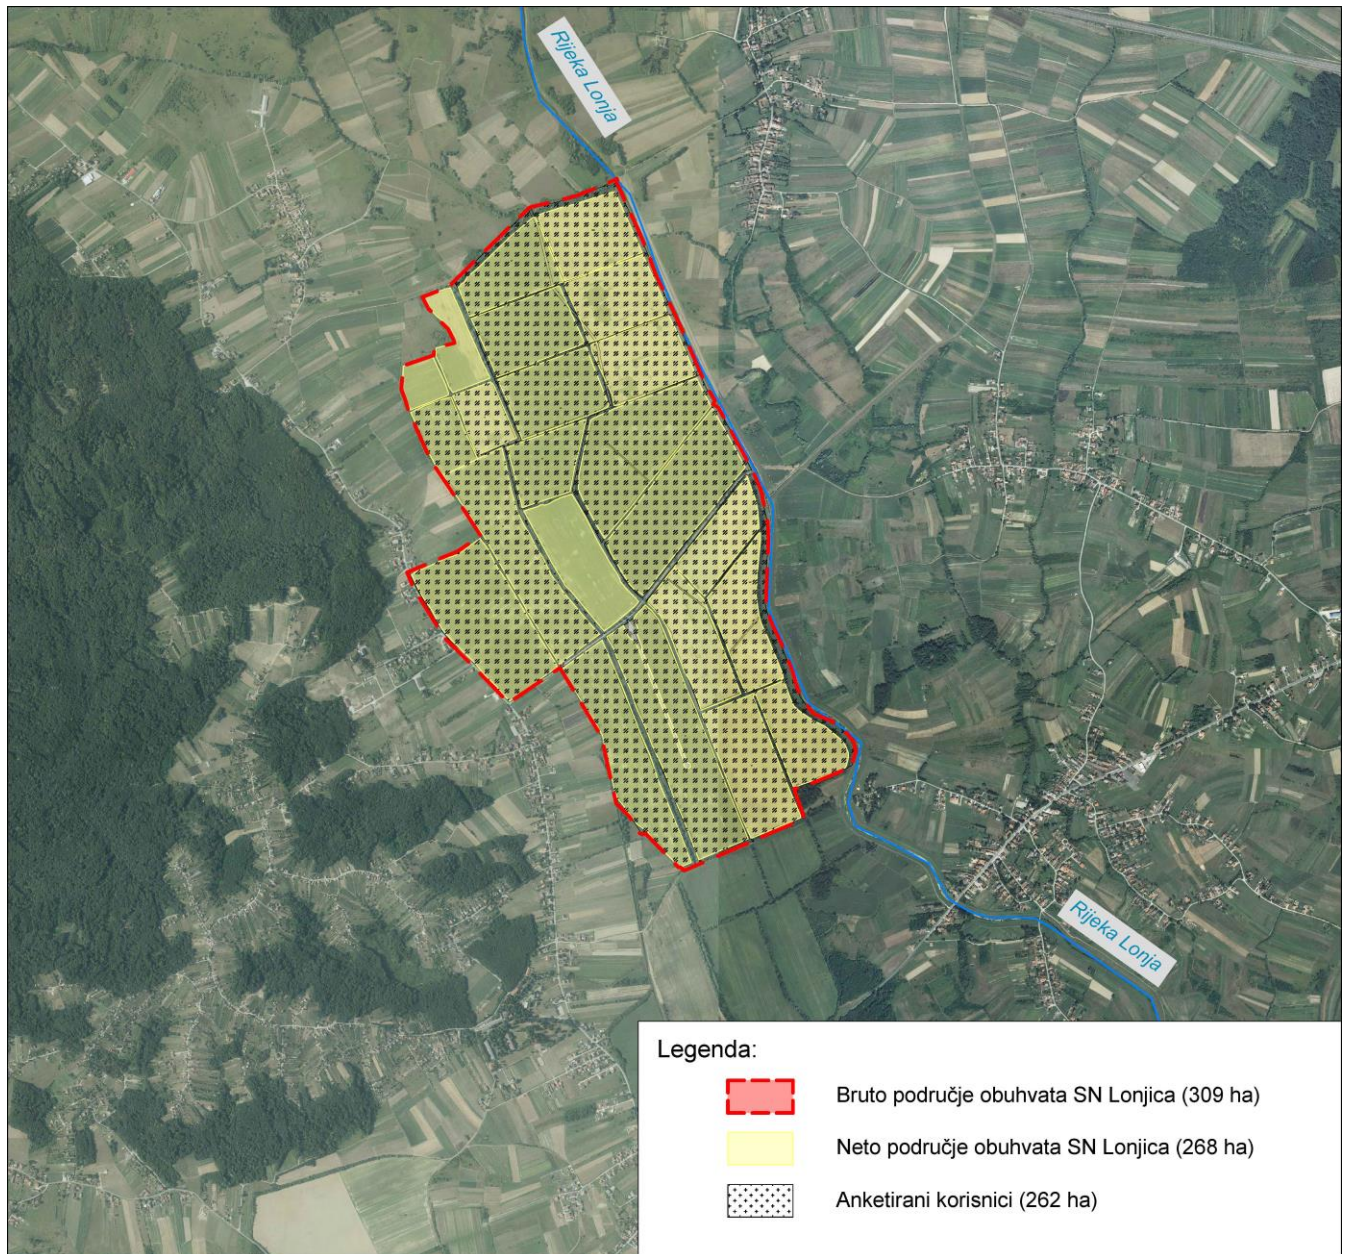 Rijeka Lonja
Rijeka Lonja
Legenda:
Bruto područje obuhvata SN Lonjica (309 ha)
Neto područje obuhvata SN Lonjica (268 ha)
Anketirani korisnici (262 ha)